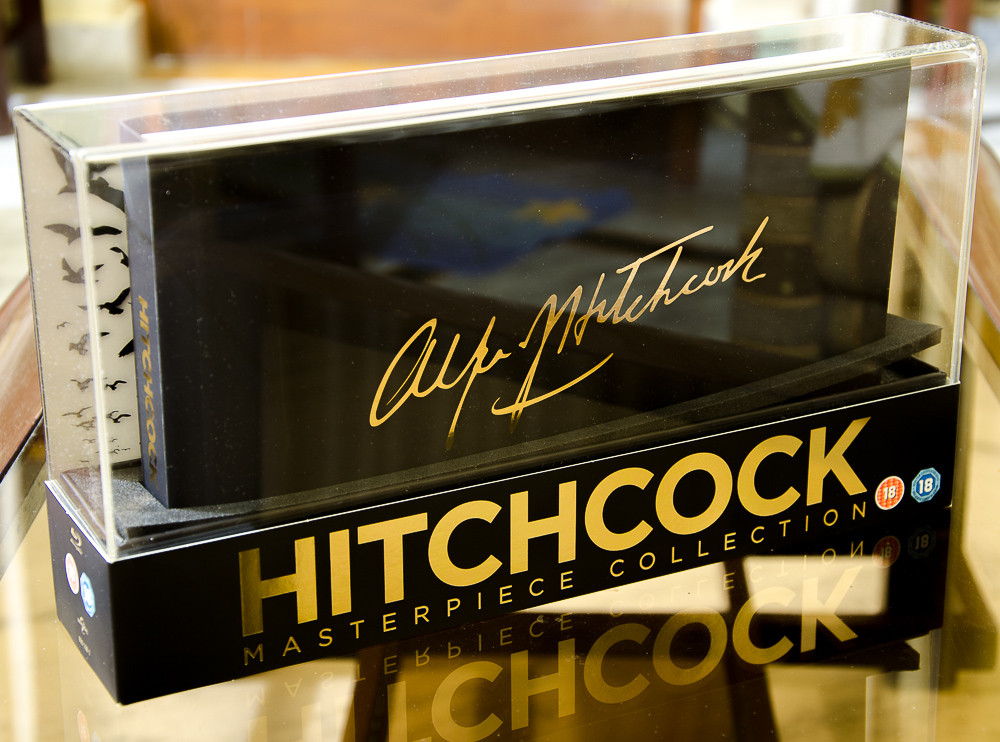 Alfred Hitchcock
HITCHCOCK
HITCHCOCK
MASTERPIECE COLLECTION
18
18